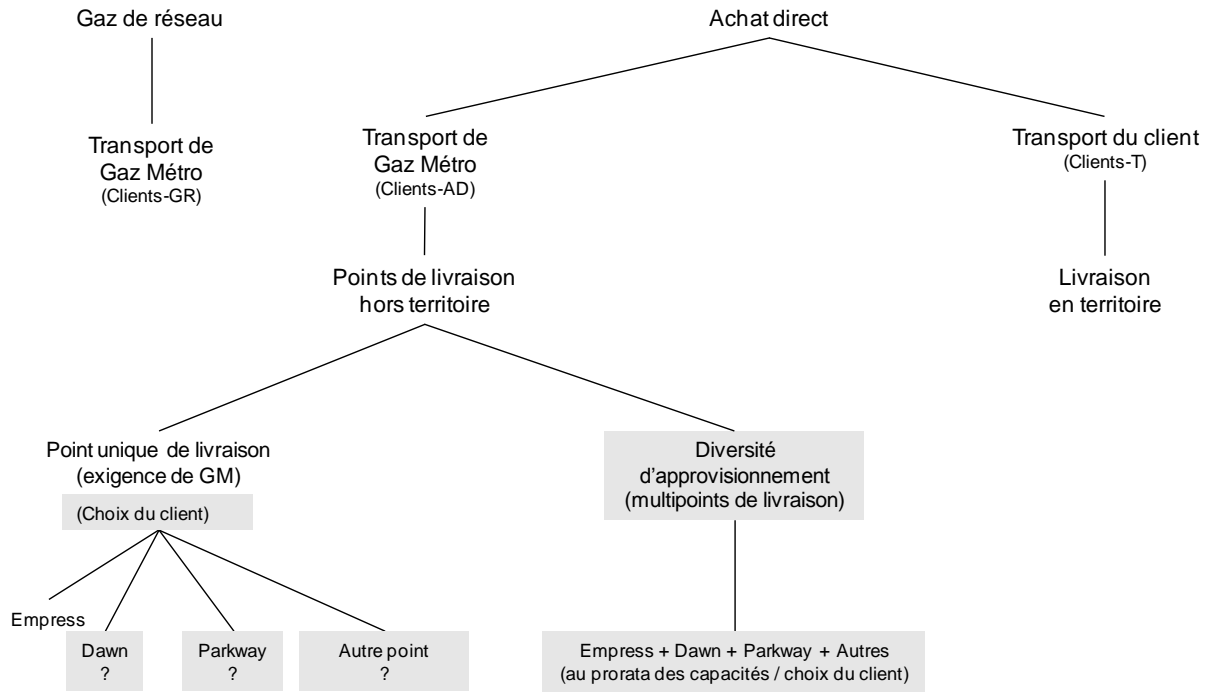 Gaz de réseau
Achat direct
Transport de
Gaz Métro
(Clients-GR)
Transport de
Gaz Métro
(Clients-AD)
Transport du client
(Clients-T)
Points de livraison
hors territoire
Livraison
en territoire
Point unique de livraison
(exigence de GM)
(Choix du client)
Diversité
d'approvisionnement
(multipoints de livraison)
Empress
Dawn
?
Parkway
?
Autre point
?
Empress + Dawn + Parkway + Autres
(au prorata des capacités / choix du client)